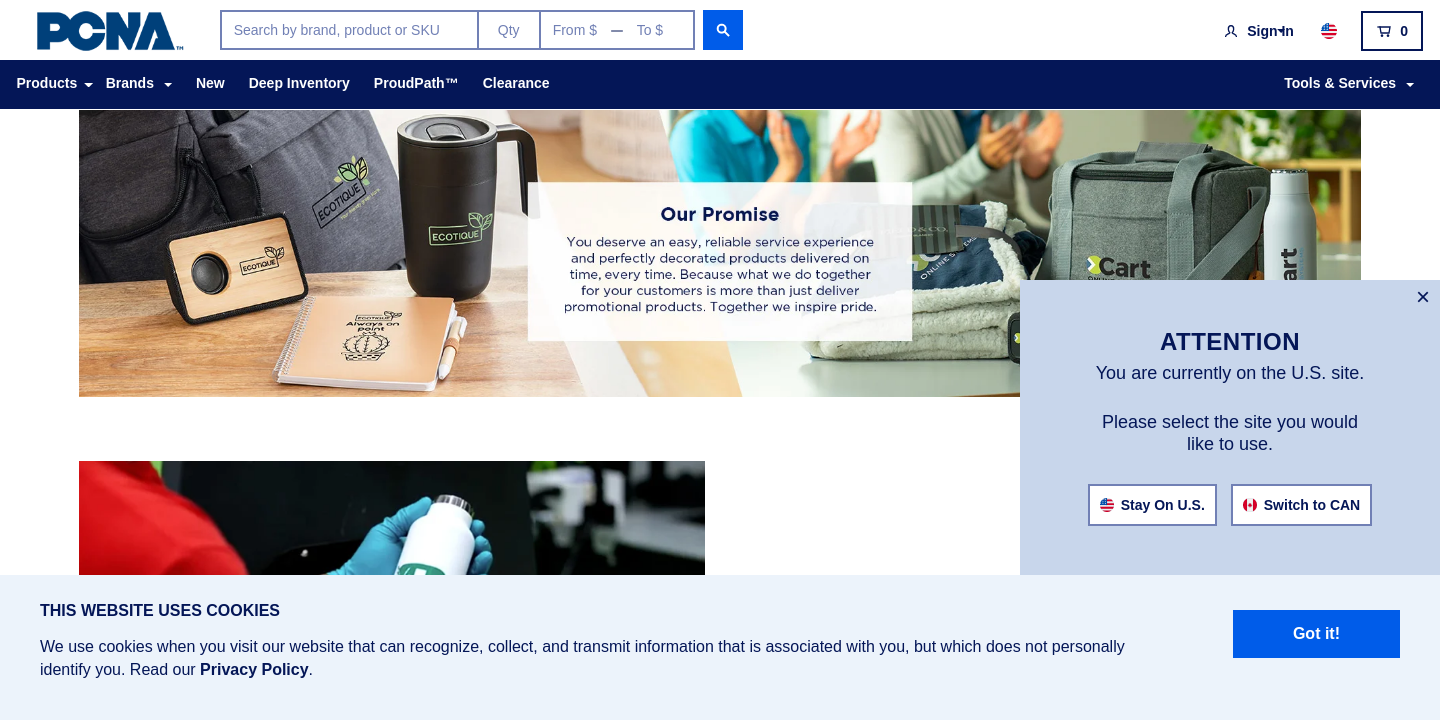 PCNA™
Search by brand, product or SKU
Qty
From $ — To $
Sign In
0
Products
Brands
New
Deep Inventory
ProudPath™
Clearance
Tools & Services
ECOTIQUE
ECOTIQUE
ECOTIQUE
ECOTIQUE
Always on
point
Our Promise
You deserve an easy, reliable service experience
and perfectly decorated products delivered on
time, every time. Because what we do together
for your customers is more than just deliver
promotional products. Together we inspire pride.
Cart
✕
ATTENTION
You are currently on the U.S. site.
Please select the site you would
like to use.
Stay On U.S.
Switch to CAN
THIS WEBSITE USES COOKIES
We use cookies when you visit our website that can recognize, collect, and transmit information that is associated with you, but which does not personally
identify you. Read our Privacy Policy.
Got it!